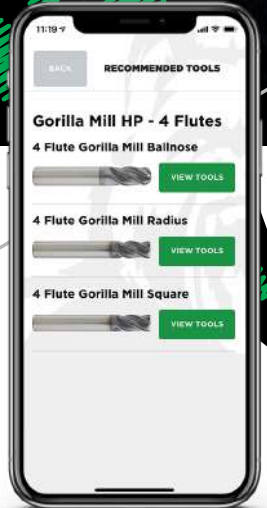 11:19
BACK
RECOMMENDED TOOLS
Gorilla Mill HP - 4 Flutes
4 Flute Gorilla Mill Ballnose
VIEW TOOLS
4 Flute Gorilla Mill Radius
VIEW TOOLS
4 Flute Gorilla Mill Square
VIEW TOOLS